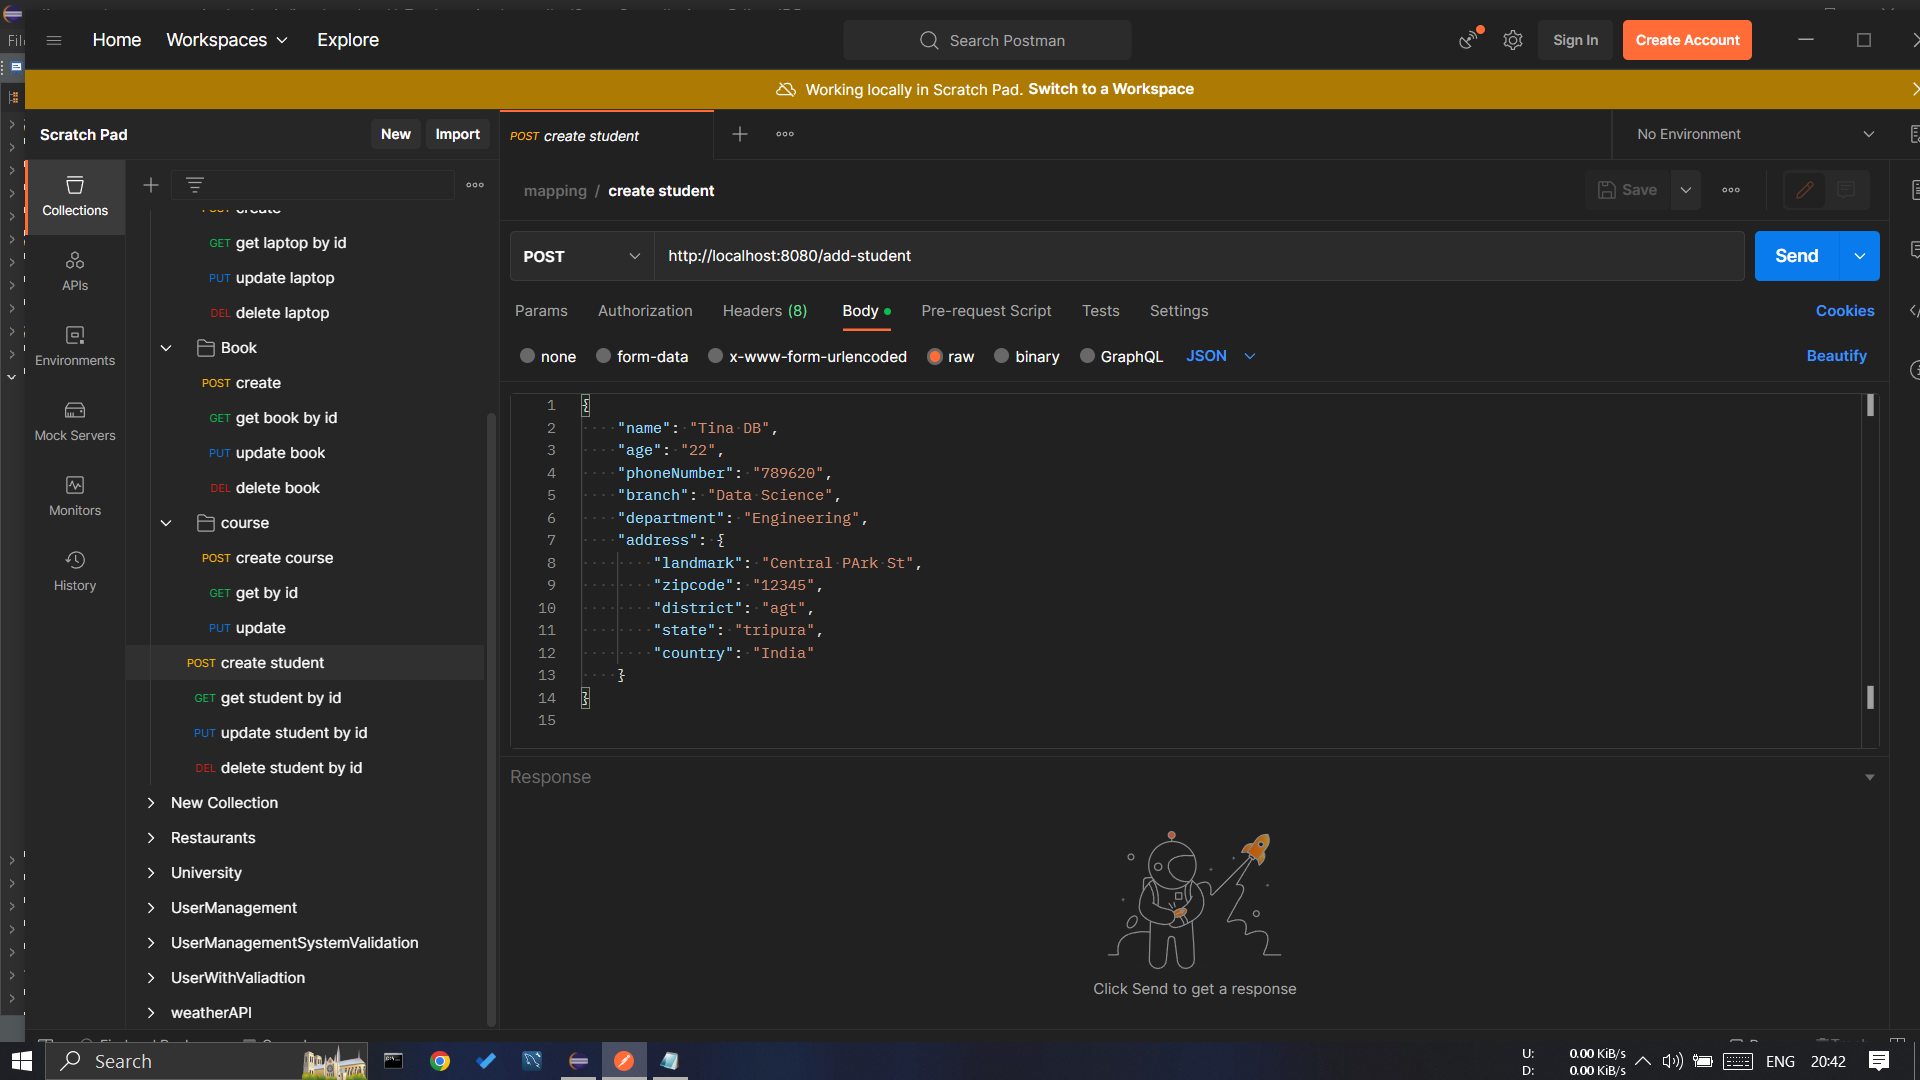 File
Home
Workspaces
Explore
Search Postman
Sign In
Create Account
Working locally in Scratch Pad. Switch to a Workspace
Scratch Pad
New
Import
POST create student
No Environment
Collections
APIs
Environments
Mock Servers
Monitors
History
POST create
GET get laptop by id
PUT update laptop
DEL delete laptop
Book
POST create
GET get book by id
PUT update book
DEL delete book
course
POST create course
GET get by id
PUT update
POST create student
GET get student by id
PUT update student by id
DEL delete student by id
New Collection
Restaurants
University
UserManagement
UserManagementSystemValidation
UserWithValiadtion
weatherAPI
mapping / create student
Save
POST
http://localhost:8080/add-student
Send
Params
Authorization
Headers (8)
Body
Pre-request Script
Tests
Settings
Cookies
none
form-data
x-www-form-urlencoded
raw
binary
GraphQL
JSON
Beautify
1 {
2 "name": "Tina DB",
3 "age": "22",
4 "phoneNumber": "789620",
5 "branch": "Data Science",
6 "department": "Engineering",
7 "address": {
8 "landmark": "Central PArk St",
9 "zipcode": "12345",
10 "district": "agt",
11 "state": "tripura",
12 "country": "India"
13 }
14 }
15
Response
Click Send to get a response
Search
U: 0.00 KiB/s
D: 0.00 KiB/s
ENG
20:42